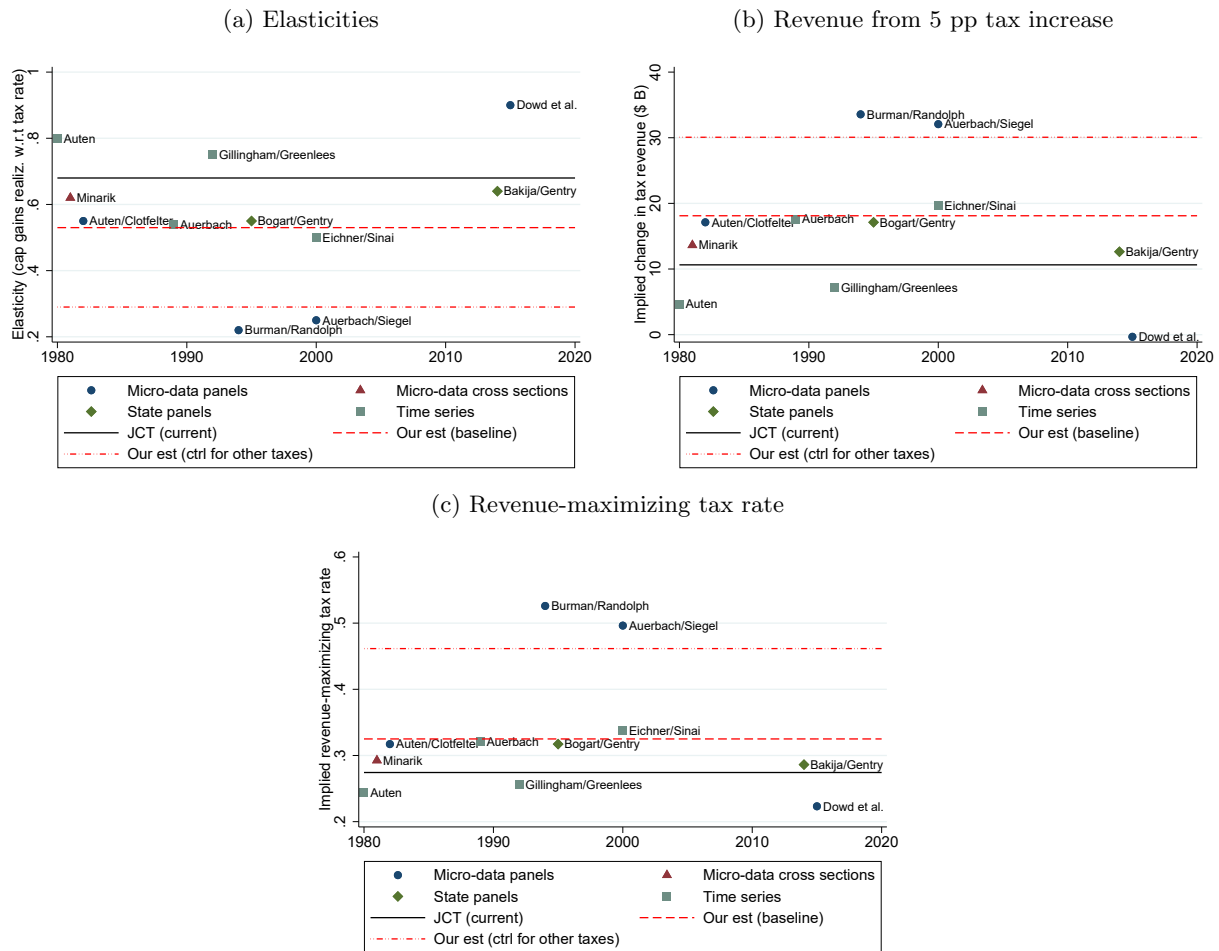 (a) Elasticities
Elasticity (cap gains realiz. w.r.t tax rate)
1
.8
.6
.4
.2
Dowd et al.
Auten
Gillingham/Greenlees
Minarik
Bakija/Gentry
Auten/Clotfelter
Auerbach
Bogart/Gentry
Eichner/Sinai
Auerbach/Siegel
Burman/Randolph
1980 1990 2000 2010 2020
Micro-data panels Micro-data cross sections
State panels Time series
JCT (current) Our est (baseline)
Our est (ctrl for other taxes)
(b) Revenue from 5 pp tax increase
Implied change in tax revenue ($ B)
40
30
20
10
0
Burman/Randolph
Auerbach/Siegel
Eichner/Sinai
Auten/Clotfelter
Auerbach
Bogart/Gentry
Minarik
Bakija/Gentry
Gillingham/Greenlees
Auten
Dowd et al.
1980 1990 2000 2010 2020
Micro-data panels Micro-data cross sections
State panels Time series
JCT (current) Our est (baseline)
Our est (ctrl for other taxes)
(c) Revenue-maximizing tax rate
Implied revenue-maximizing tax rate
.6
.5
.4
.3
.2
Burman/Randolph
Auerbach/Siegel
Eichner/Sinai
Auten/Clotfelter
Auerbach
Bogart/Gentry
Minarik
Bakija/Gentry
Gillingham/Greenlees
Auten
Dowd et al.
1980 1990 2000 2010 2020
Micro-data panels Micro-data cross sections
State panels Time series
JCT (current) Our est (baseline)
Our est (ctrl for other taxes)